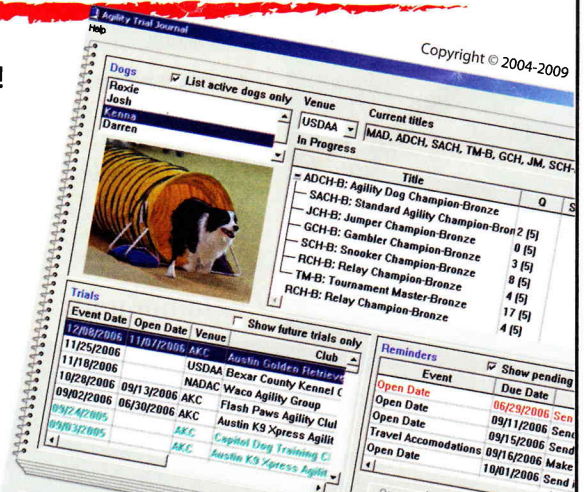 Agility Trial Journal
Help
Copyright © 2004-2009
!
Dogs
List active dogs only
Roxie
Josh
Kenna
Darren
Venue
USDAA
Current titles
MAD, ADCH, SACH, TM-B, GCH, JM, SCH-
In Progress
Title Q S
ADCH-B: Agility Dog Champion-Bronze
SACH-B: Standard Agility Champion-Bron 2 [5]
JCH-B: Jumper Champion-Bronze 0 [5]
GCH-B: Gambler Champion-Bronze 3 [5]
SCH-B: Snooker Champion-Bronze 8 [5]
RCH-B: Relay Champion-Bronze 4 [5]
TM-B: Tournament Master-Bronze 17 [5]
RCH-B: Relay Champion-Bronze 4 [5]
Trials
Show future trials only
Event Date Open Date Venue Club
12/08/2006 11/07/2006 AKC Austin Golden Retrieve
11/25/2006 USDAA Bexar County Kennel C
11/18/2006 NADAC Waco Agility Group
10/28/2006 09/13/2006 AKC Flash Paws Agility Clu
09/02/2006 06/30/2006 AKC Austin K9 Xpress Agilit
09/24/2005 AKC Capitol Dog Training Cl
09/03/2005 AKC Austin K9 Xpress Agilit
Reminders
Show pending
Event Due Date
Open Date 06/29/2006 Sen
Open Date 09/11/2006 Send
Open Date 09/15/2006 Send
Travel Accomodations 09/16/2006 Make
Open Date 10/01/2006 Send